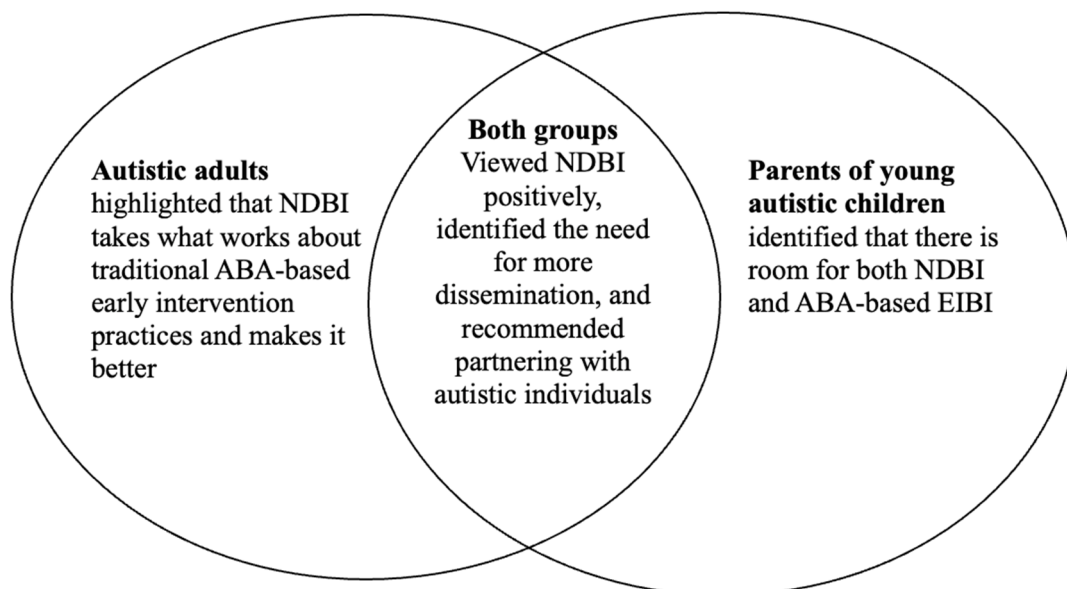 Autistic adults
highlighted that NDBI
takes what works about
traditional ABA-based
early intervention
practices and makes it
better
Both groups
Viewed NDBI
positively,
identified the need
for more
dissemination, and
recommended
partnering with
autistic individuals
Parents of young
autistic children
identified that there is
room for both NDBI
and ABA-based EIBI